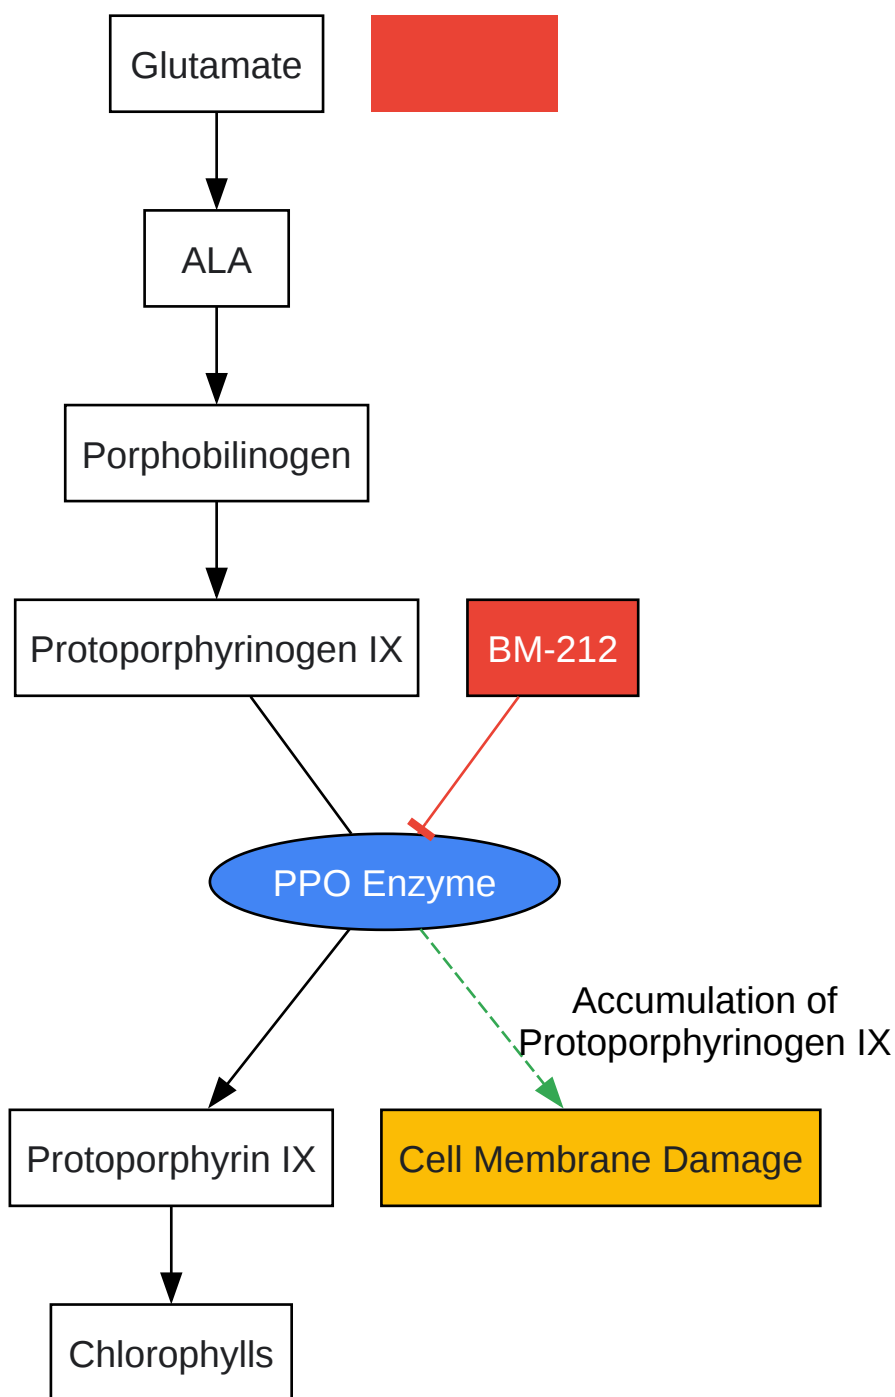 Glutamate
ALA
Porphobilinogen
Protoporphyrinogen IX
BM-212
PPO Enzyme
Accumulation of
Protoporphyrinogen IX
Protoporphyrin IX
Cell Membrane Damage
Chlorophylls